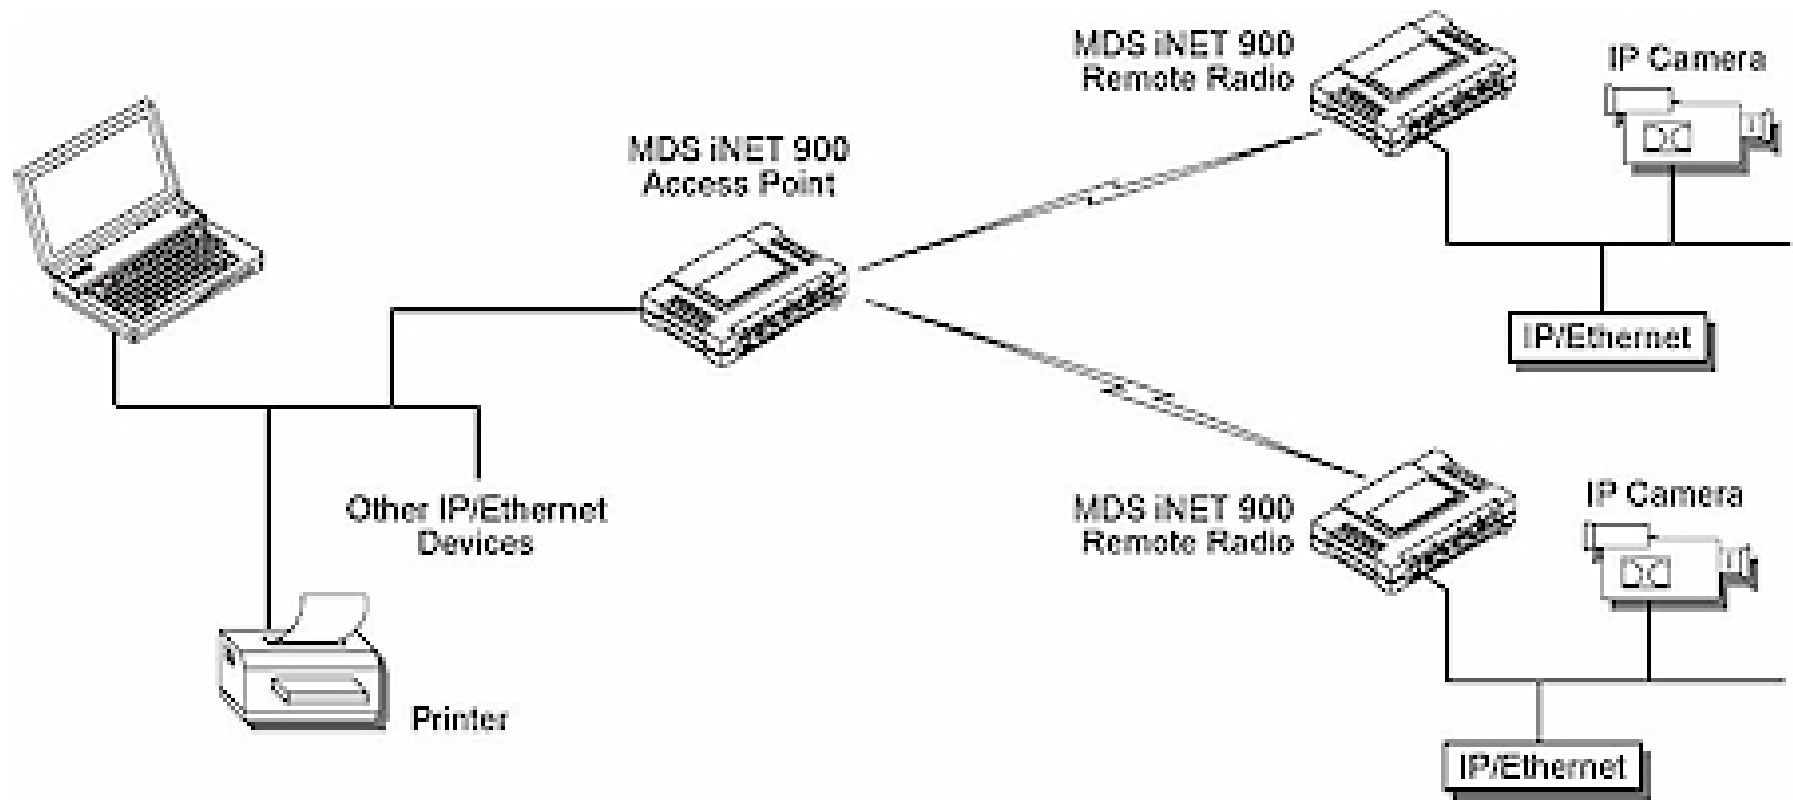 MDS iNET 900
Remote Radio
IP Camera
MDS iNET 900
Access Point
IP/Ethernet
Other IP/Ethernet
Devices
MDS iNET 900
Remote Radio
IP Camera
Printer
IP/Ethernet